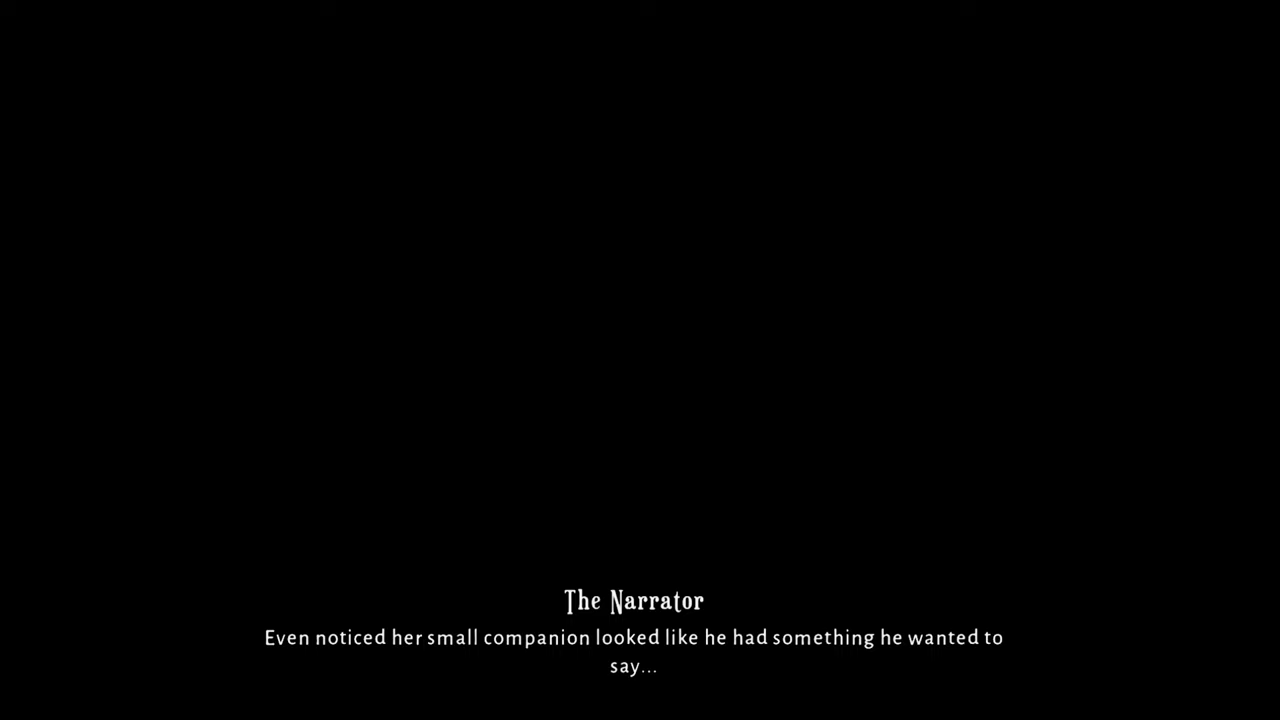 The Narrator
Even noticed her small companion looked like he had something he wanted to
say...